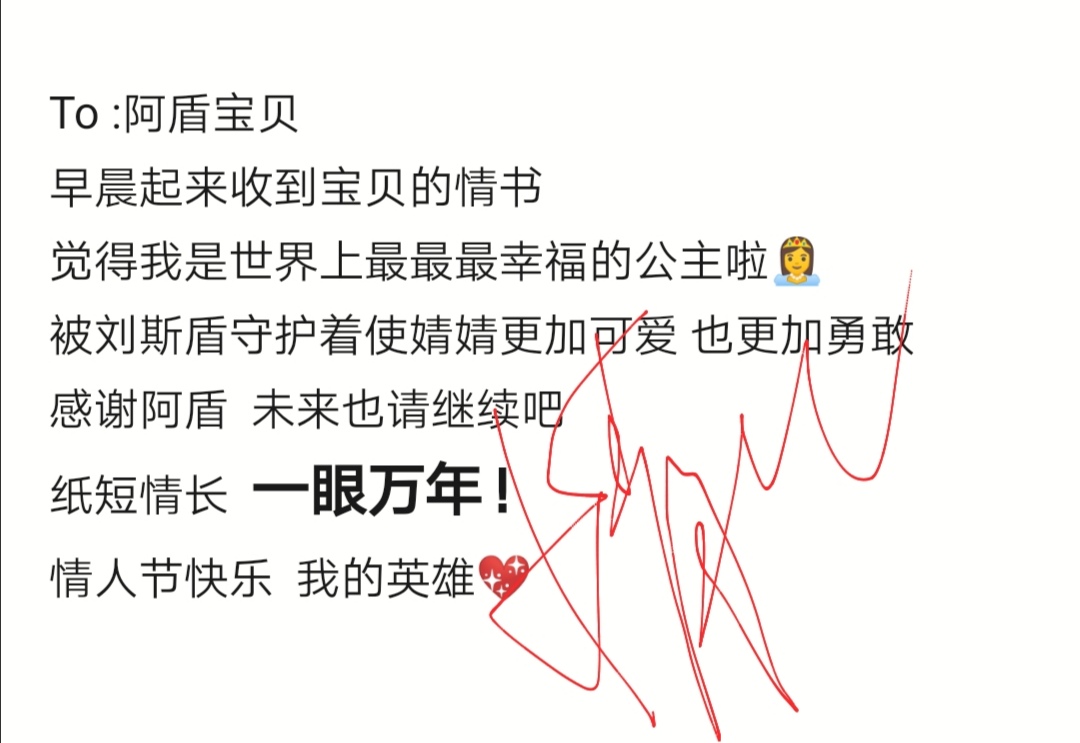 To :阿盾宝贝
早晨起来收到宝贝的情书
觉得我是世界上最最最幸福的公主啦👸
被刘斯盾守护着使婧婧更加可爱 也更加勇敢
感谢阿盾 未来也请继续吧
纸短情长 一眼万年!
情人节快乐 我的英雄💖